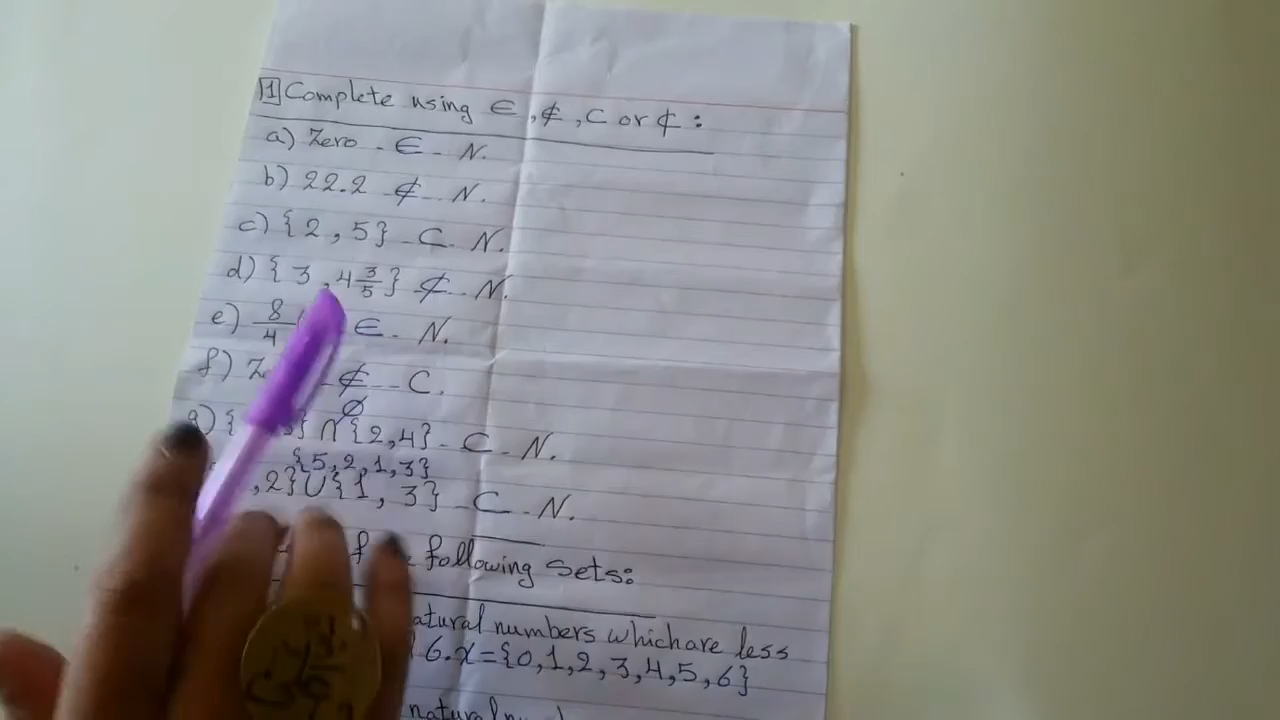 1 Complete using ∈, ∉, ⊂ or ⊄ :
a) Zero - ∈ - N.
b) 22.2 ∉ - N.
c) {2, 5} - ⊂ - N.
d) {3, 4 3/5} ⊄ - N.
e) 8/4 ∈ - N.
f) ∉ - - C.
g) { } ∩ {2,4} - ⊂ - N.
∅
{5,2,1,3}
,2} ∪ {1, 3} - ⊂ - N.
following sets:
natural numbers which are less
6. X = {0, 1, 2, 3, 4, 5, 6}
natural